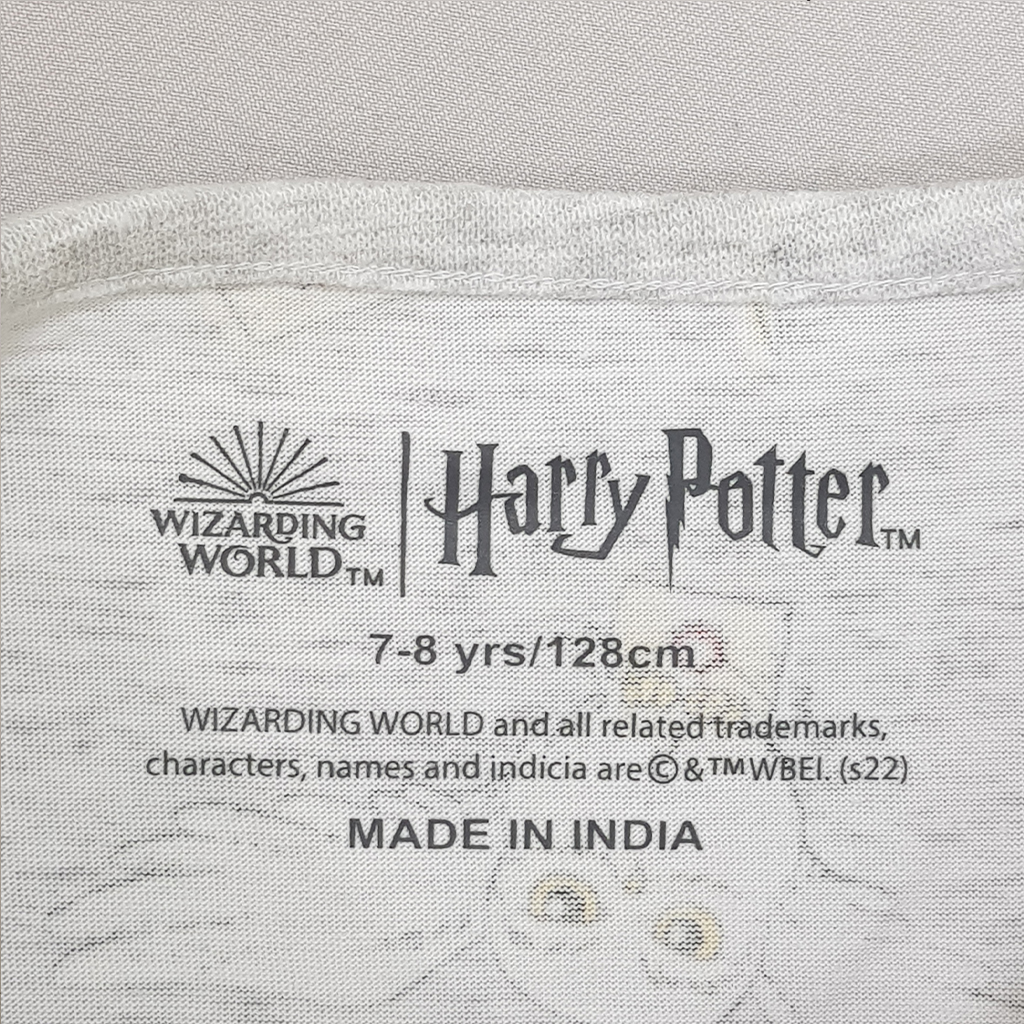 WIZARDING
WORLD™
Harry Potter™
7-8 yrs/128cm
WIZARDING WORLD and all related trademarks,
characters, names and indicia are©&™WBEI. (s22)
MADE IN INDIA